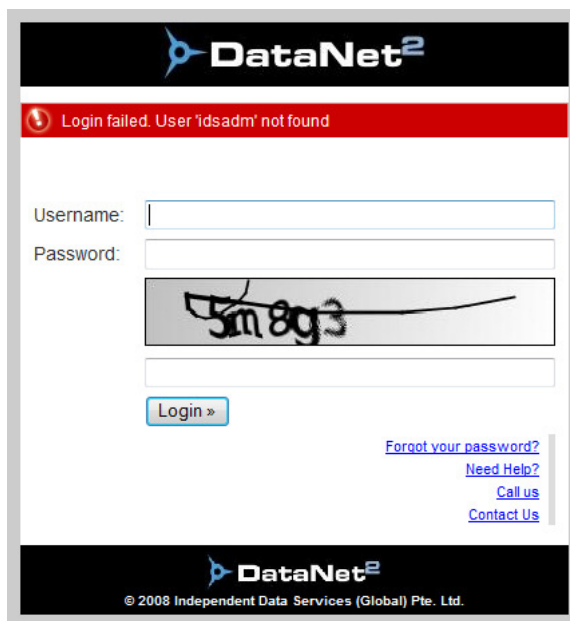 DataNet²
Login failed. User 'idsadm' not found
Username:
Password:
5m8g3
Login »
Forgot your password?
Need Help?
Call us
Contact Us
DataNet²
© 2008 Independent Data Services (Global) Pte. Ltd.